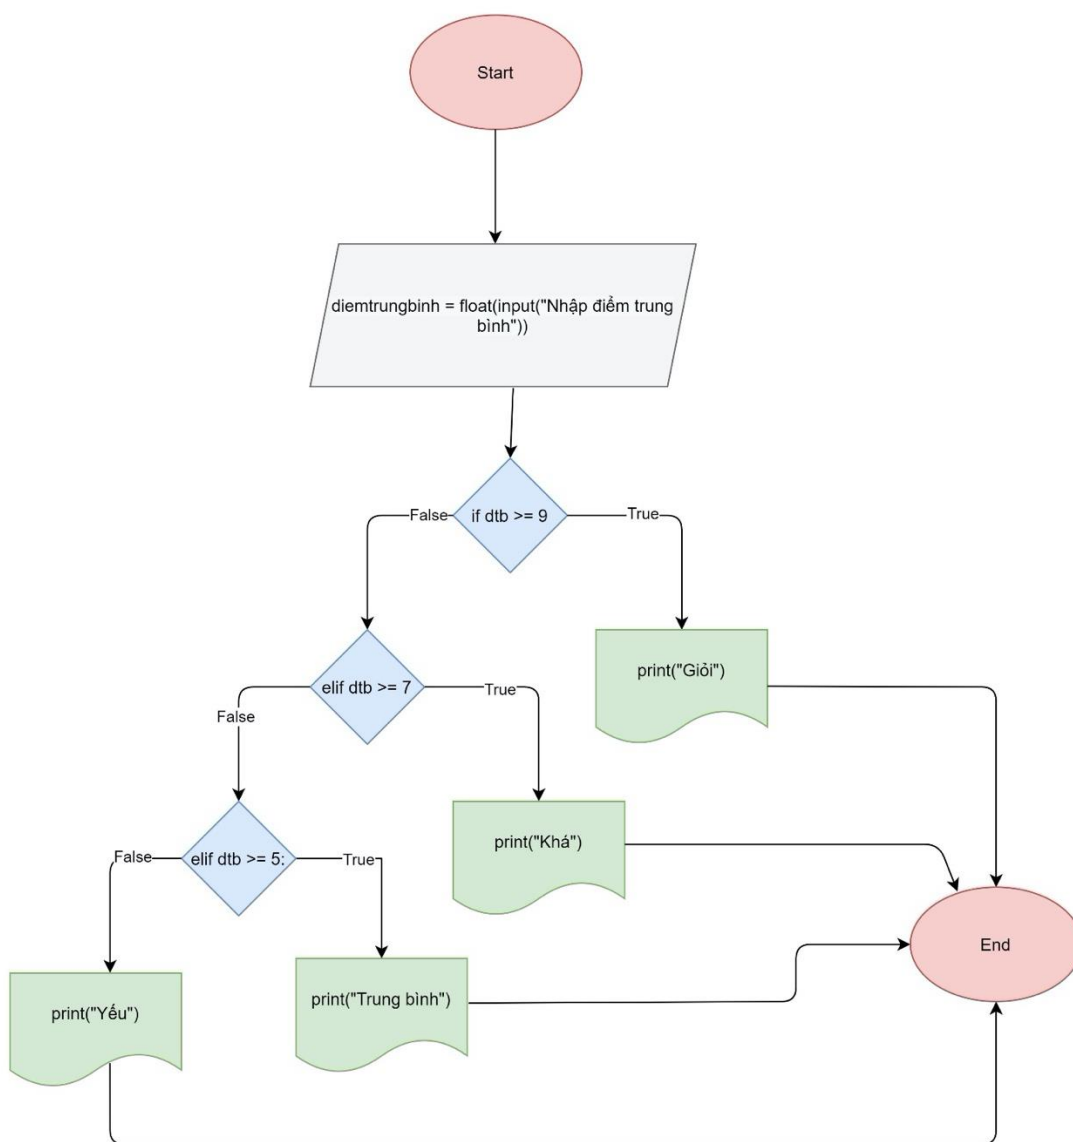 Start
diemtrungbinh = float(input("Nhập điểm trung
bình"))
False
if dtb >= 9
True
print("Giỏi")
elif dtb >= 7
True
False
print("Khá")
False
elif dtb >= 5:
True
End
print("Yếu")
print("Trung bình")